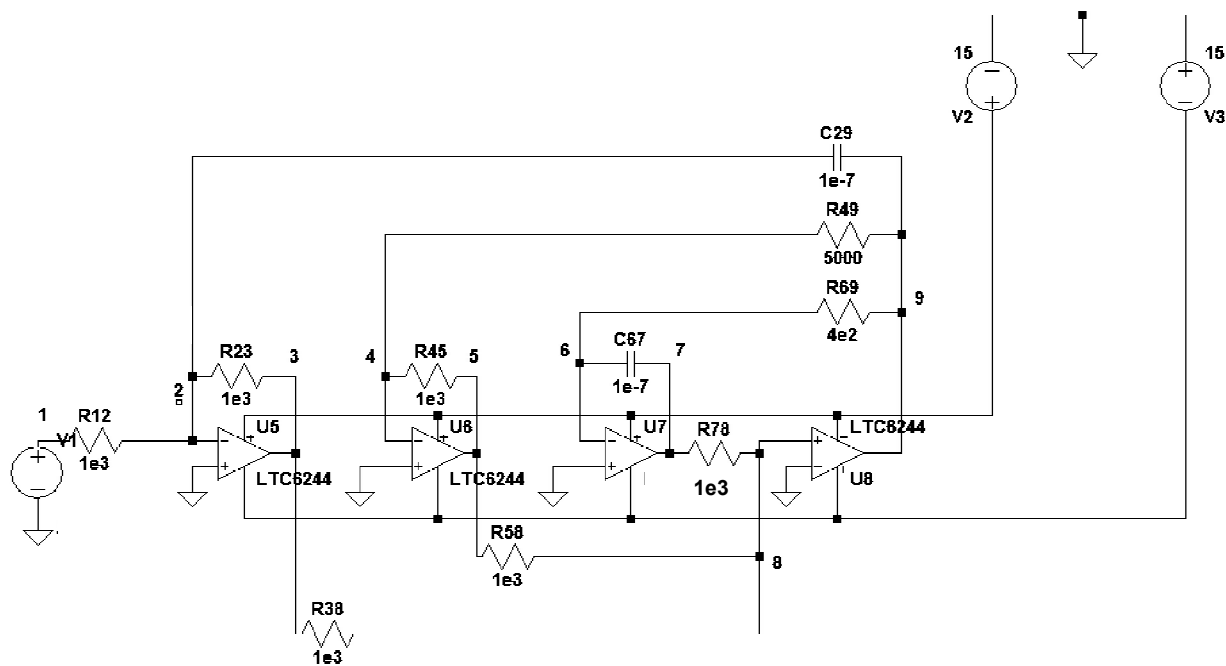 15
15
V2
V3
C29
1e-7
R49
5000
R69
9
4e2
6
C67
7
1e-7
R23
3
4
R45
5
1e3
1e3
2
1
V1
R12
1e3
U5
U6
U7
R78
1e3
LTC6244
LTC6244
LTC6244
U8
R58
1e3
8
R38
1e3